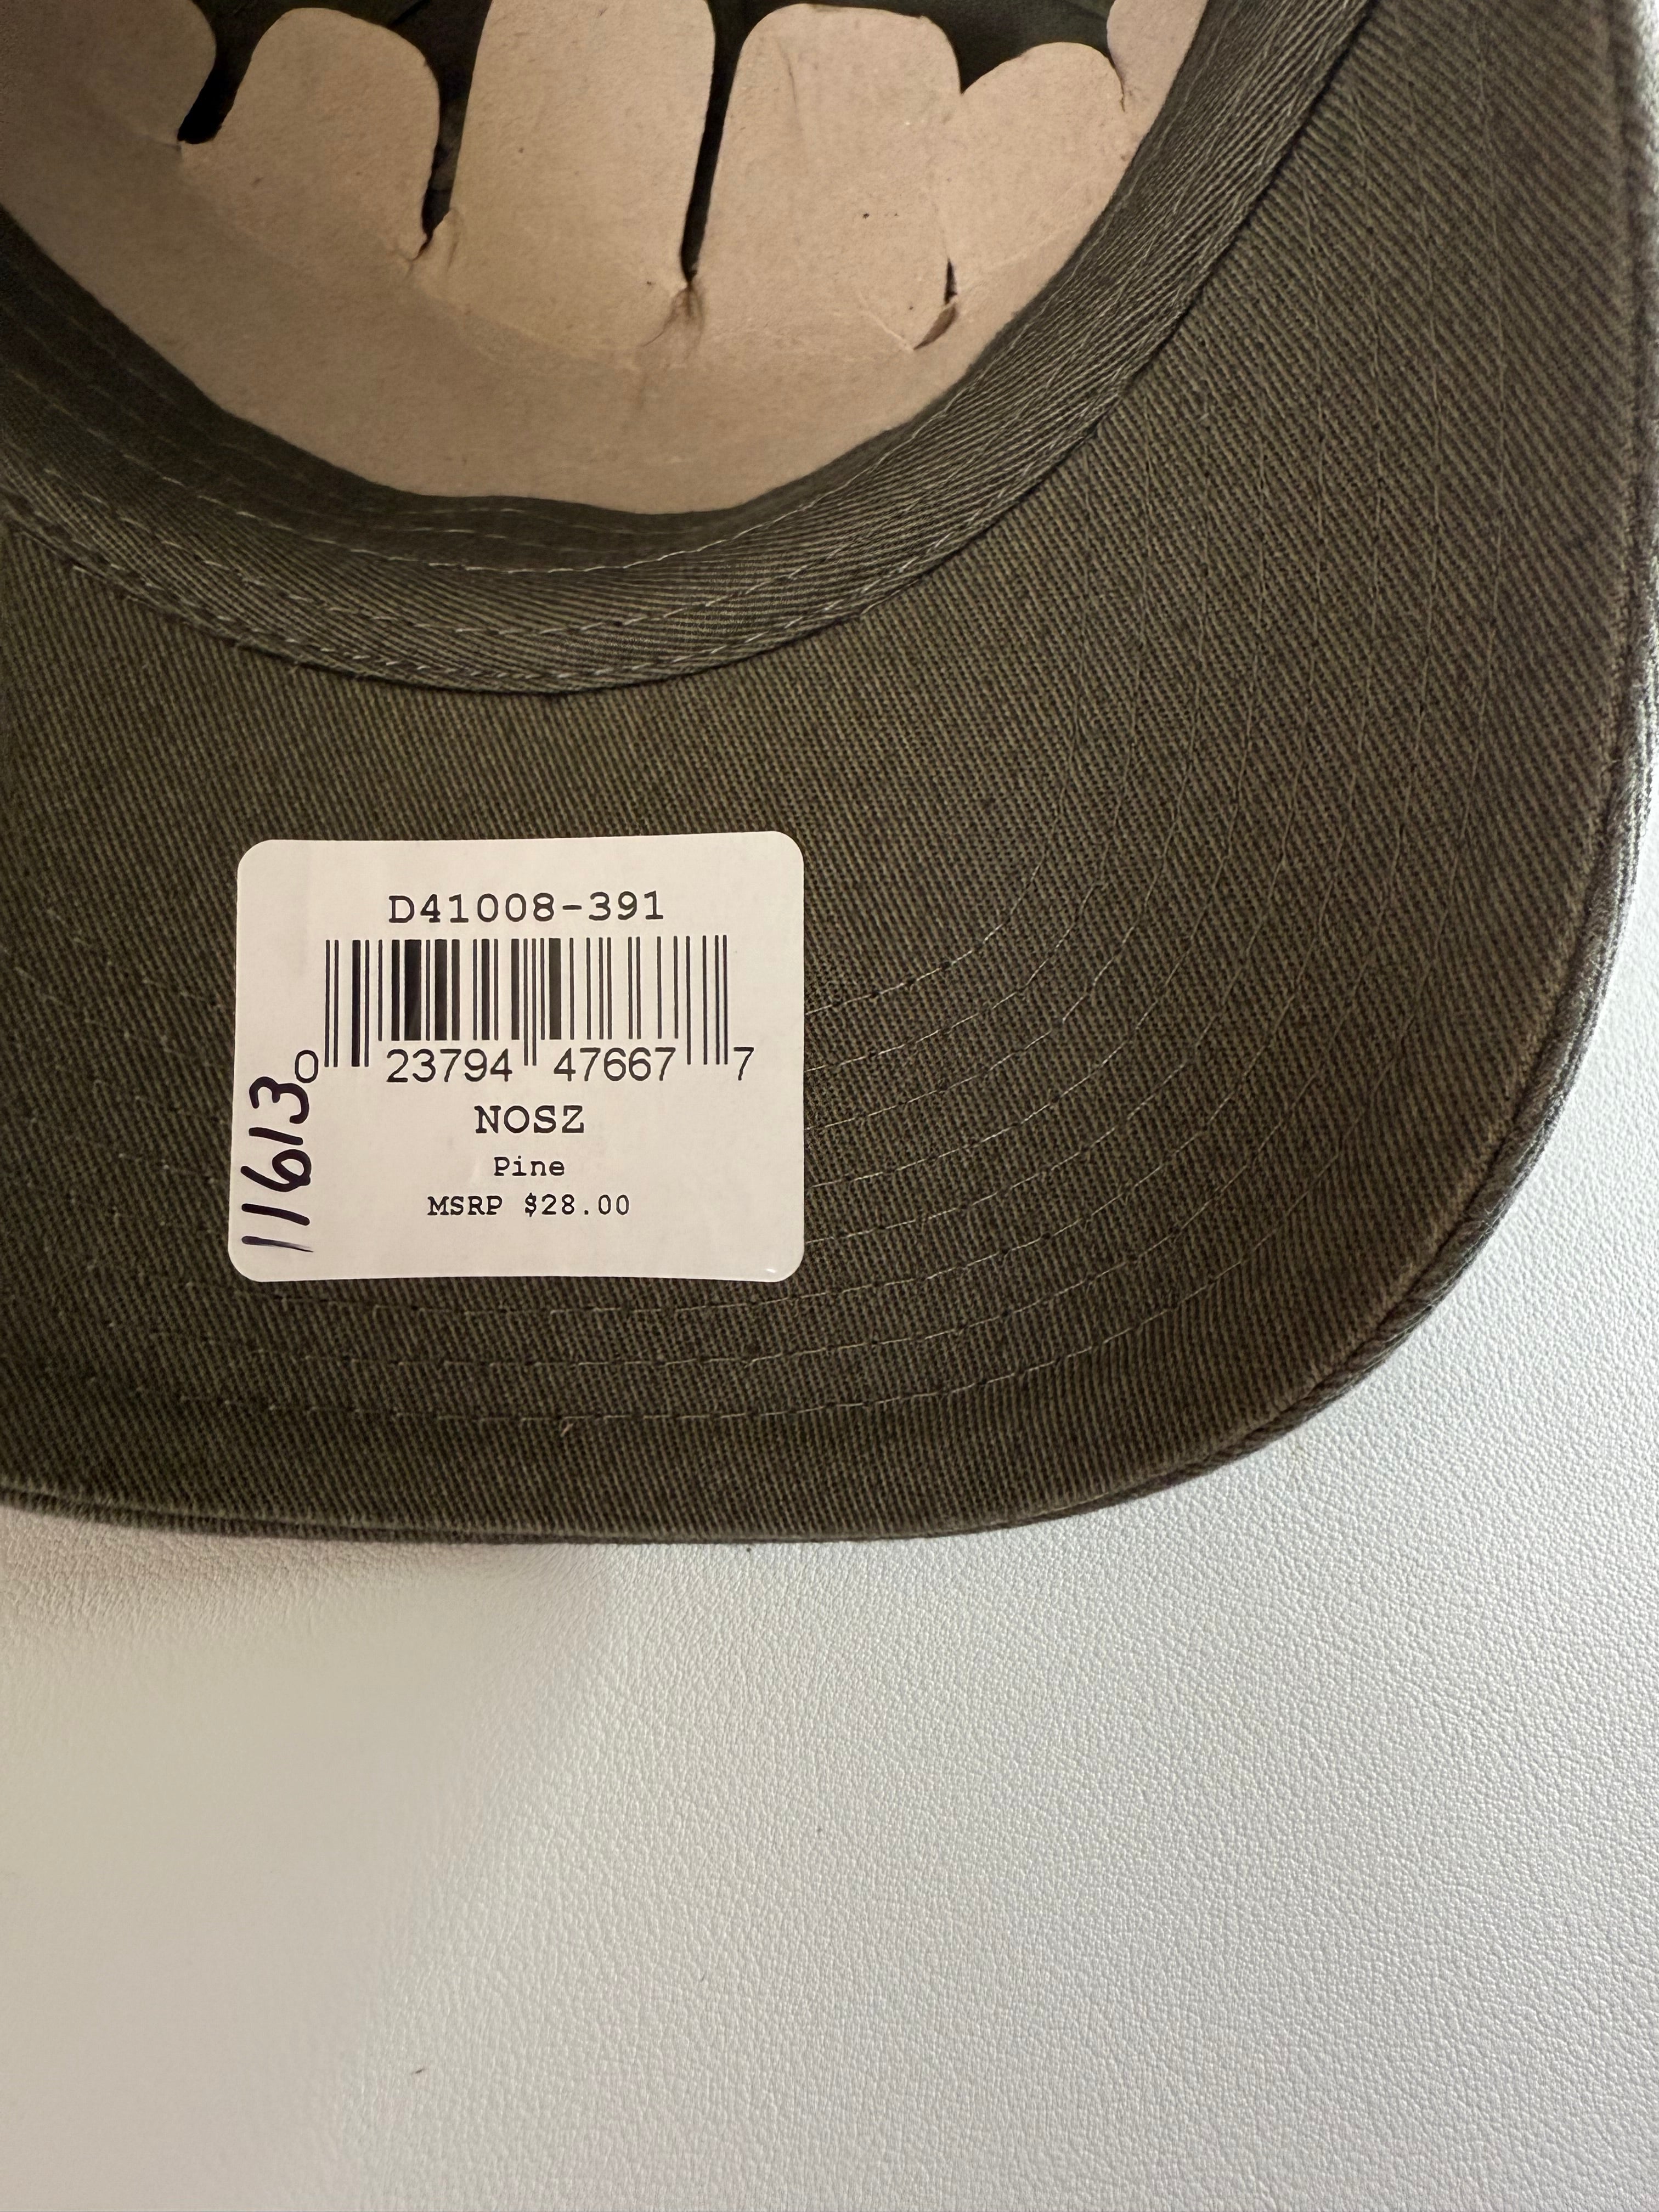 D41008-391
0 23794 47667 7
NOSZ
Pine
MSRP $28.00
11613